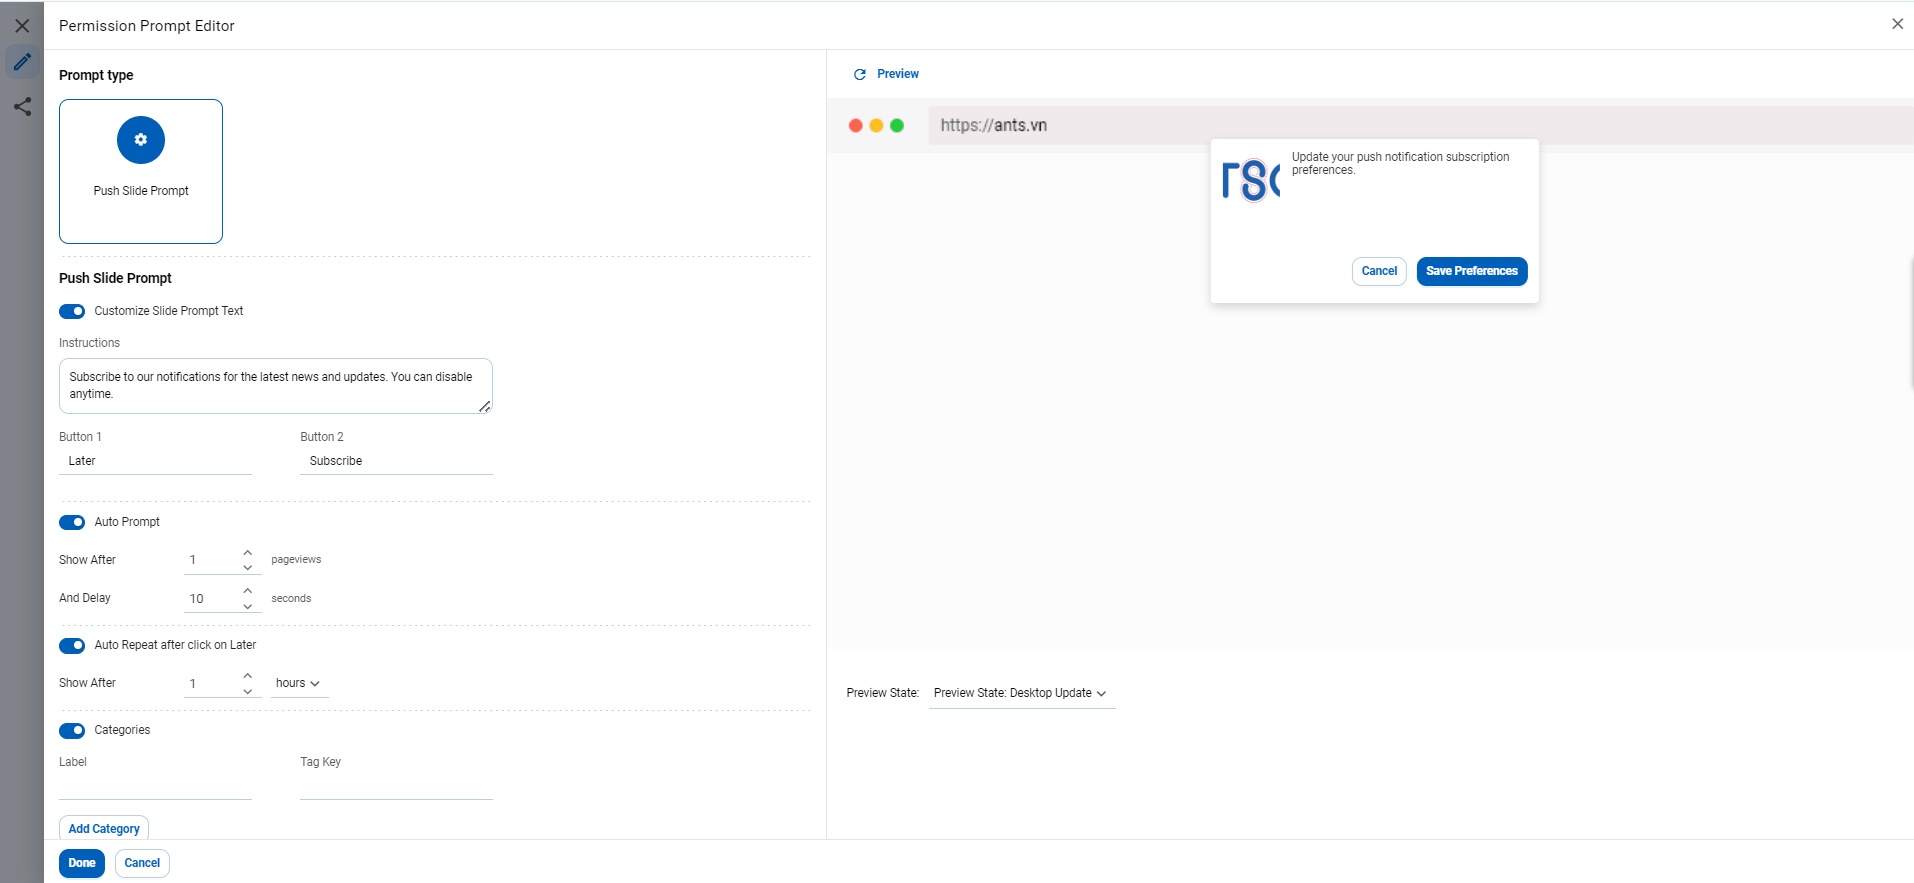 Permission Prompt Editor
Prompt type
Push Slide Prompt
Push Slide Prompt
Customize Slide Prompt Text
Instructions
Subscribe to our notifications for the latest news and updates. You can disable
anytime.
Button 1
Button 2
Later
Subscribe
Auto Prompt
Show After 1 pageviews
And Delay 10 seconds
Auto Repeat after click on Later
Show After 1 hours
Categories
Label
Tag Key
Add Category
Done
Cancel
Preview
https://ants.vn
Update your push notification subscription
preferences.
Cancel
Save Preferences
Preview State: Preview State: Desktop Update